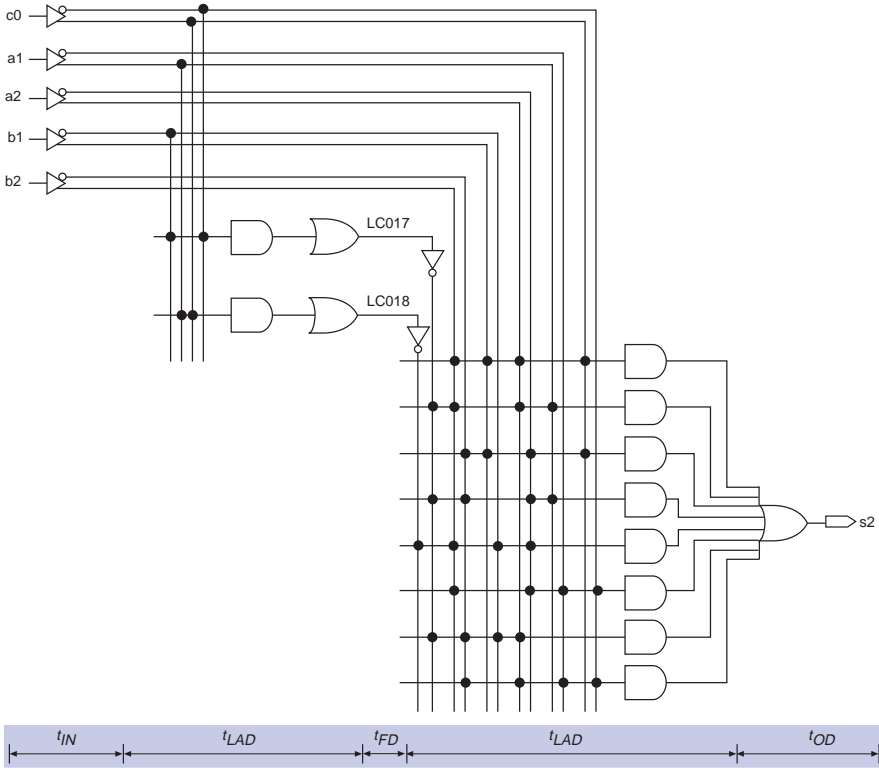 c0
a1
a2
b1
b2
LC017
LC018
s2
tIN tLAD tFD tLAD tOD